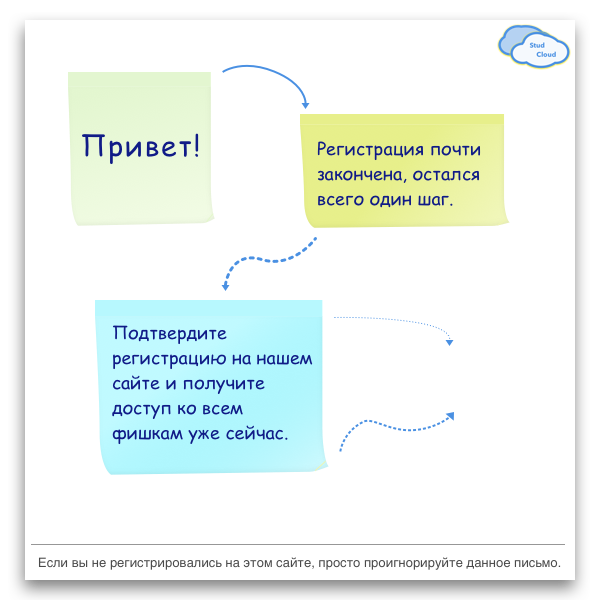 Stud
Cloud
Привет!
Регистрация почти
закончена, остался
всего один шаг.
Подтвердите
регистрацию на нашем
сайте и получите
доступ ко всем
фишкам уже сейчас.
Если вы не регистрировались на этом сайте, просто проигнорируйте данное письмо.